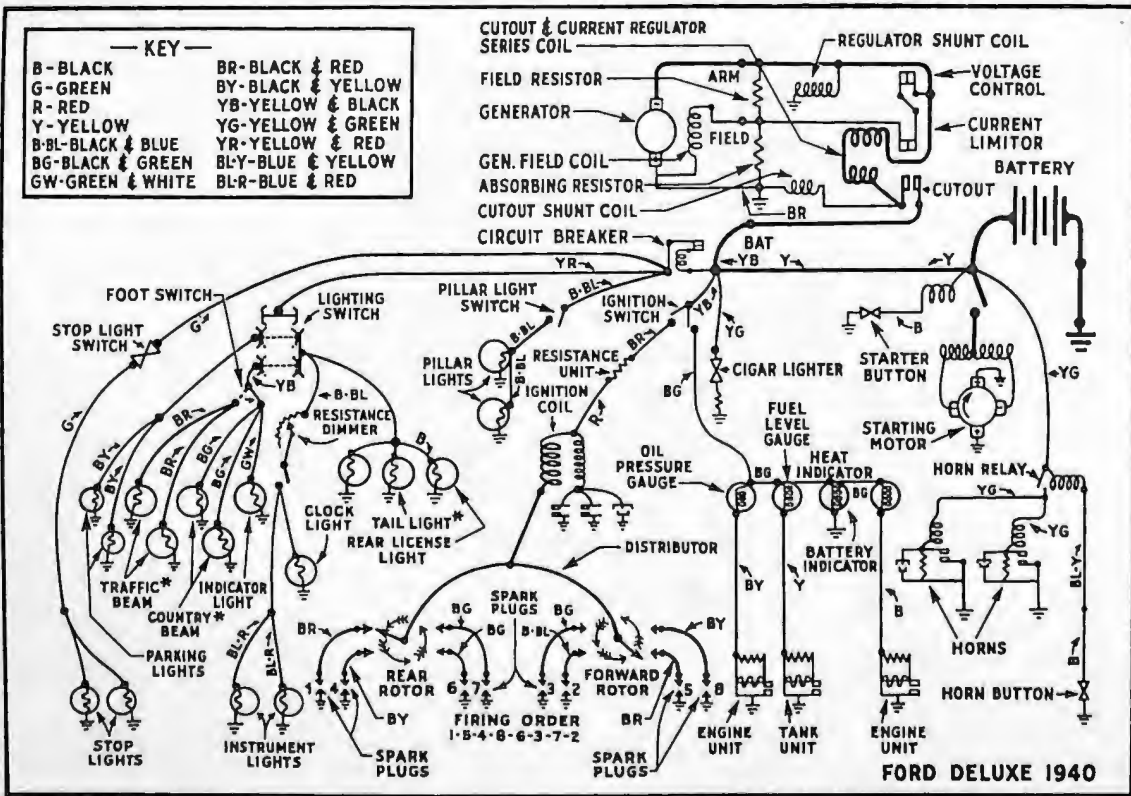 — KEY —
B-BLACK
G-GREEN
R-RED
Y-YELLOW
B·BL-BLACK & BLUE
BG-BLACK & GREEN
GW-GREEN & WHITE
BR-BLACK & RED
BY-BLACK & YELLOW
YB-YELLOW & BLACK
YG-YELLOW & GREEN
YR-YELLOW & RED
BL·Y-BLUE & YELLOW
BL·R-BLUE & RED
CUTOUT & CURRENT REGULATOR
SERIES COIL
FIELD RESISTOR
GENERATOR
GEN. FIELD COIL
ABSORBING RESISTOR
CUTOUT SHUNT COIL
CIRCUIT BREAKER
ARM
FIELD
BR
BAT
REGULATOR SHUNT COIL
VOLTAGE
CONTROL
CURRENT
LIMITOR
BATTERY
CUTOUT
YR
YB
Y
Y
FOOT SWITCH
LIGHTING
SWITCH
STOP LIGHT
SWITCH
G
G
YB
PILLAR LIGHT
SWITCH
B·BL
B·BL
B·BL
PILLAR
LIGHTS
IGNITION
SWITCH
YB
BR
YG
RESISTANCE
UNIT
IGNITION
COIL
R
BG
CIGAR LIGHTER
B
STARTER
BUTTON
YG
STARTING
MOTOR
B·BL
RESISTANCE
DIMMER
BY
BY
BR
BR
BG
BG
GW
B
CLOCK
LIGHT
TAIL LIGHT*
REAR LICENSE
LIGHT
TRAFFIC*
BEAM
COUNTRY*
BEAM
INDICATOR
LIGHT
PARKING
LIGHTS
OIL
PRESSURE
GAUGE
FUEL
LEVEL
GAUGE
HEAT
INDICATOR
BG
BG
BATTERY
INDICATOR
BY
Y
B
HORN RELAY
YG
YG
BL·Y
HORNS
B
HORN BUTTON
DISTRIBUTOR
SPARK
PLUGS
BR
BG
BG
B·BL
BG
BY
REAR
ROTOR
FORWARD
ROTOR
1 4 6 7 3 2 5 8
BY
BR
FIRING ORDER
1-5-4-8-6-3-7-2
SPARK
PLUGS
SPARK
PLUGS
BL·R
BL·R
STOP
LIGHTS
INSTRUMENT
LIGHTS
ENGINE
UNIT
TANK
UNIT
ENGINE
UNIT
FORD DELUXE 1940